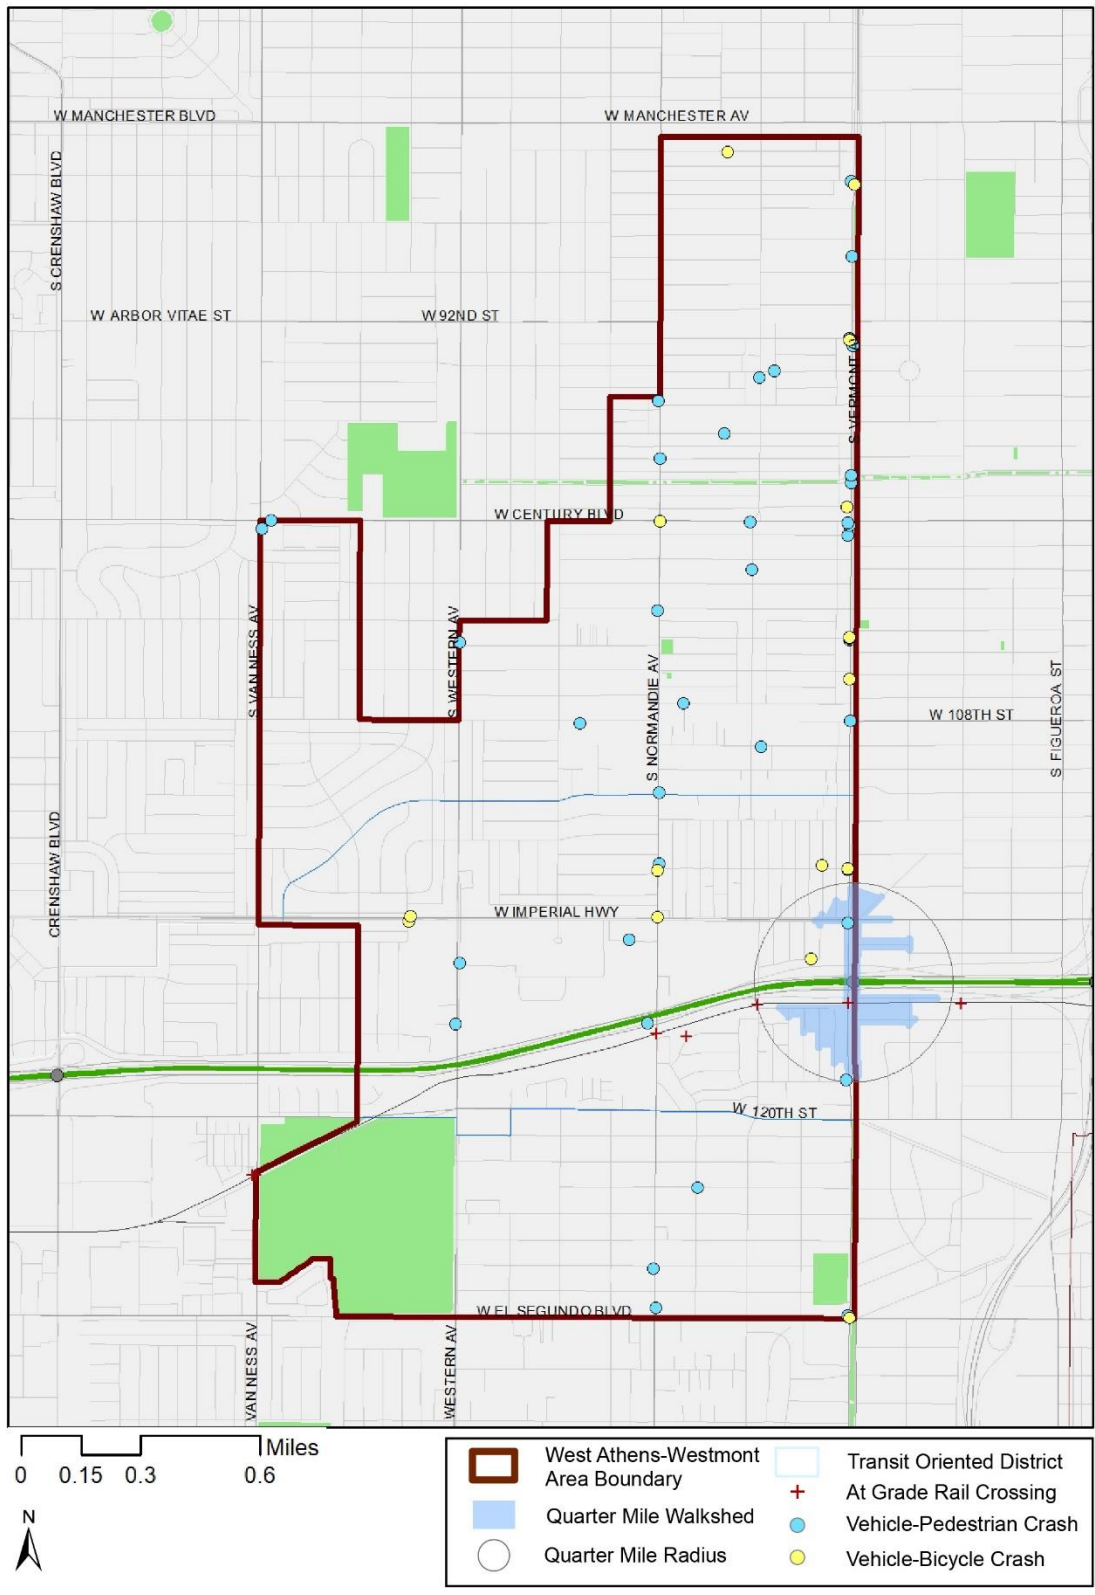 W MANCHESTER BLVD
W MANCHESTER AV
S CRENSHAW BLVD
W ARBOR VITAE ST
W 92ND ST
S VERMONT AV
W CENTURY BLVD
S VAN NESS AV
S WESTERN AV
S NORMANDIE AV
W 108TH ST
S FIGUEROA ST
CRENSHAW BLVD
W IMPERIAL HWY
W 120TH ST
W EL SEGUNDO BLVD
VAN NESS AV
WESTERN AV
Miles
0 0.15 0.3 0.6
N
West Athens-Westmont
Area Boundary
Quarter Mile Walkshed
Quarter Mile Radius
Transit Oriented District
At Grade Rail Crossing
Vehicle-Pedestrian Crash
Vehicle-Bicycle Crash